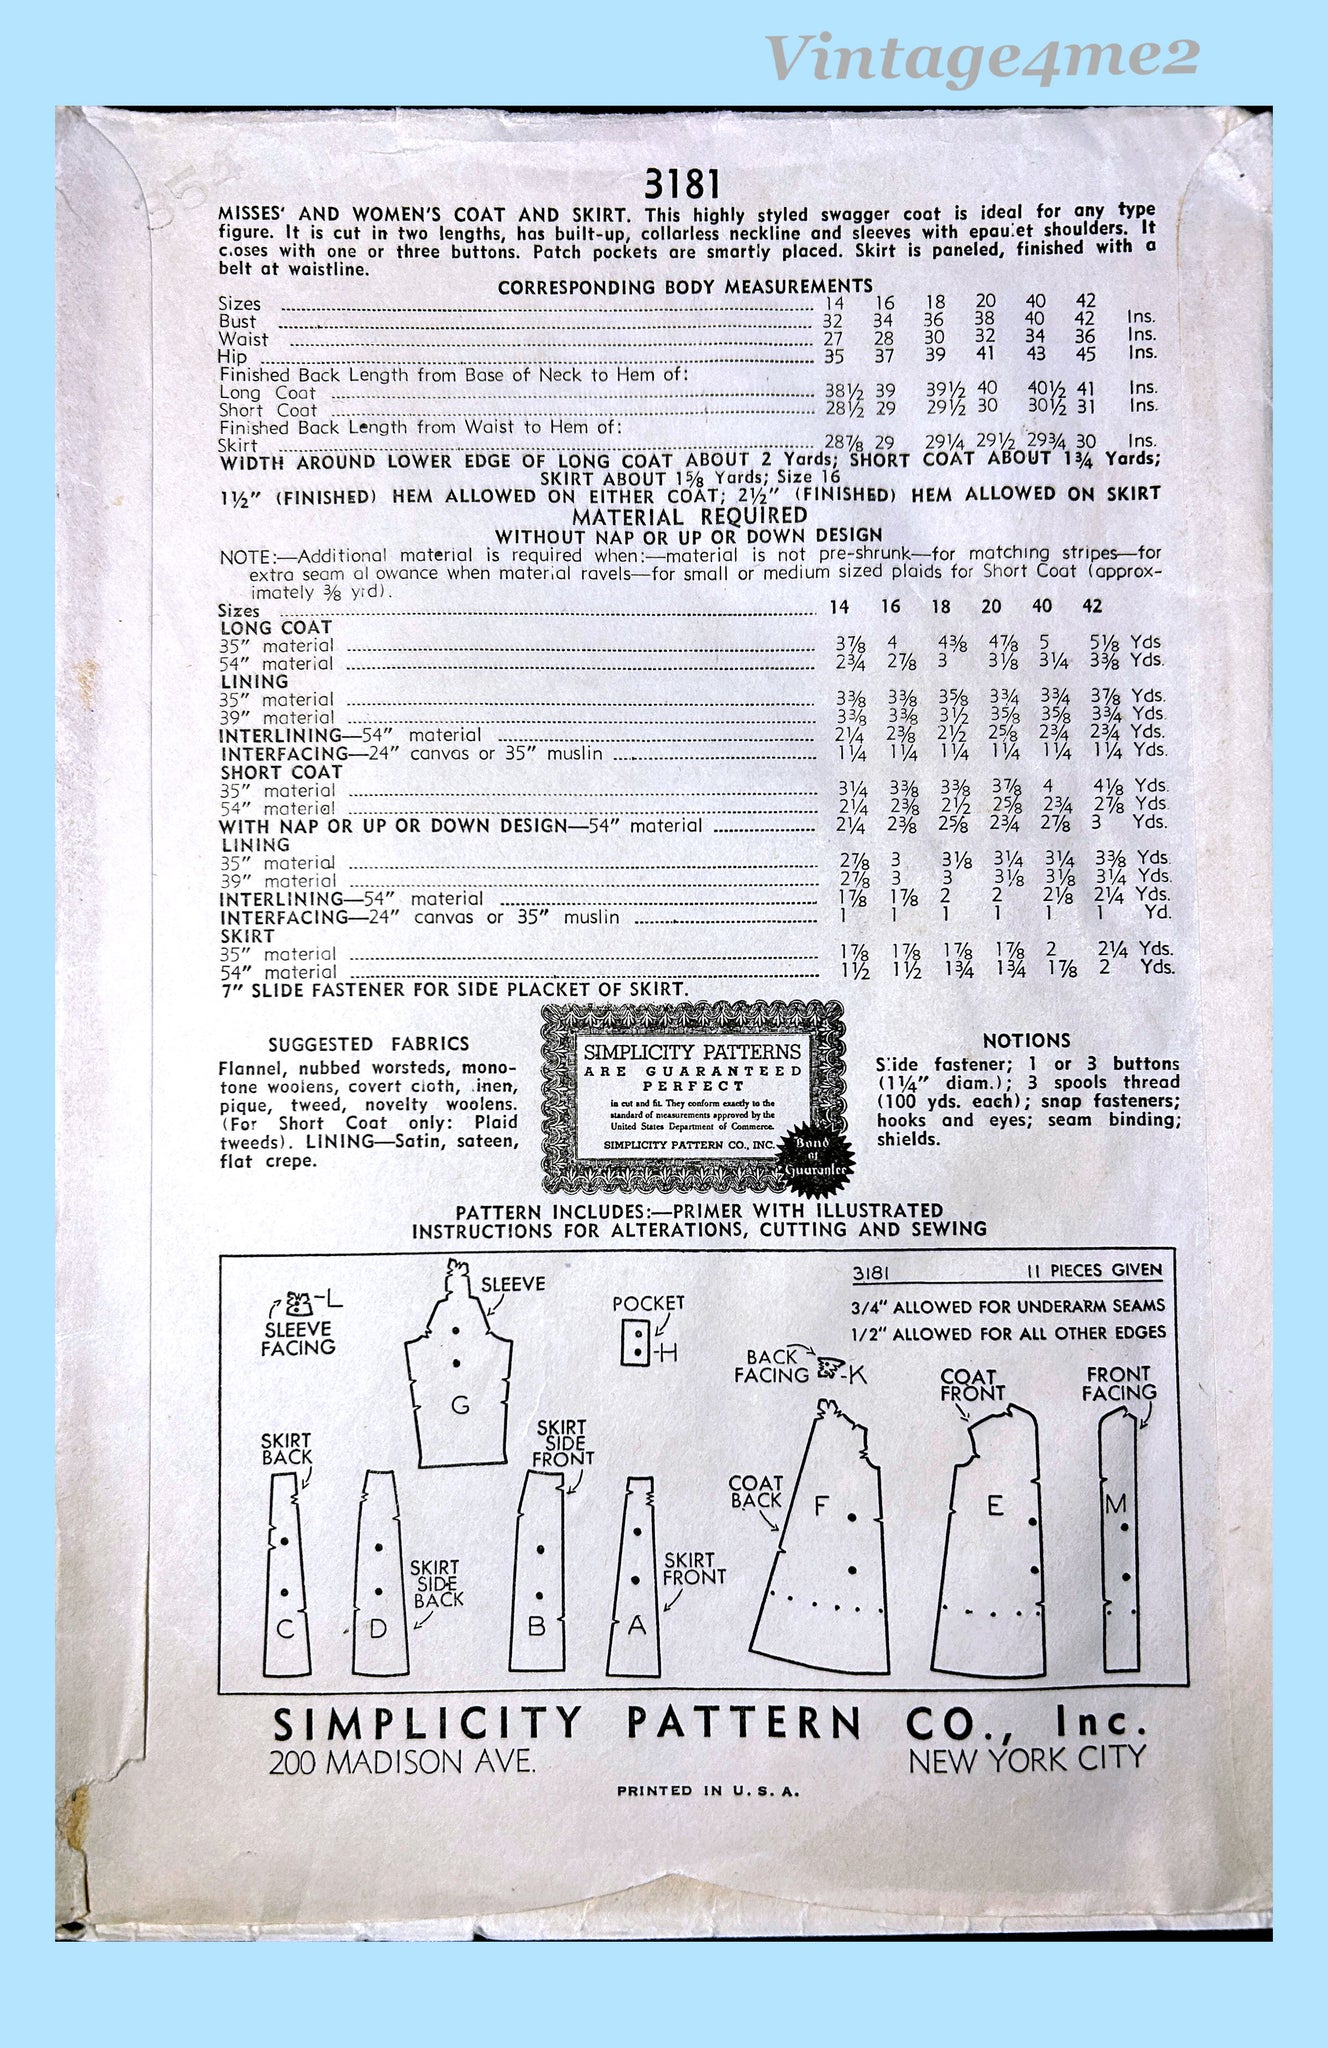 Vintage4me2
3181
MISSES' AND WOMEN'S COAT AND SKIRT. This highly styled swagger coat is ideal for any type
figure. It is cut in two lengths, has built-up, collarless neckline and sleeves with epaulet shoulders. It
closes with one or three buttons. Patch pockets are smartly placed. Skirt is paneled, finished with a
belt at waistline.
CORRESPONDING BODY MEASUREMENTS
Sizes 14 16 18 20 40 42
Bust 32 34 36 38 40 42 Ins.
Waist 27 28 30 32 34 36 Ins.
Hip 35 37 39 41 43 45 Ins.
Finished Back Length from Base of Neck to Hem of:
Long Coat 38½ 39 39½ 40 40½ 41 Ins.
Short Coat 28½ 29 29½ 30 30½ 31 Ins.
Finished Back Length from Waist to Hem of:
Skirt 28⅞ 29 29¼ 29½ 29¾ 30 Ins.
WIDTH AROUND LOWER EDGE OF LONG COAT ABOUT 2 Yards; SHORT COAT ABOUT 1¾ Yards;
SKIRT ABOUT 1⅝ Yards; Size 16
1½" (FINISHED) HEM ALLOWED ON EITHER COAT; 2½" (FINISHED) HEM ALLOWED ON SKIRT
MATERIAL REQUIRED
WITHOUT NAP OR UP OR DOWN DESIGN
NOTE:—Additional material is required when:—material is not pre-shrunk—for matching stripes—for
extra seam allowance when material ravels—for small or medium sized plaids for Short Coat (approx-
imately ⅜ yrd).
Sizes 14 16 18 20 40 42
LONG COAT
35" material 3⅞ 4 4⅜ 4⅞ 5 5⅛ Yds
54" material 2¾ 2⅞ 3 3⅛ 3¼ 3⅜ Yds.
LINING
35" material 3⅜ 3⅜ 3⅝ 3¾ 3¾ 3⅞ Yds.
39" material 3⅜ 3⅜ 3½ 3⅝ 3⅝ 3¾ Yds.
INTERLINING—54" material 2¼ 2⅜ 2½ 2⅝ 2¾ 2¾ Yds.
INTERFACING—24" canvas or 35" muslin 1¼ 1¼ 1¼ 1¼ 1¼ 1¼ Yds.
SHORT COAT
35" material 3¼ 3⅜ 3⅜ 3⅞ 4 4⅛ Yds.
54" material 2¼ 2⅜ 2½ 2⅝ 2¾ 2⅞ Yds.
WITH NAP OR UP OR DOWN DESIGN—54" material 2¼ 2⅜ 2⅝ 2¾ 2⅞ 3 Yds.
LINING
35" material 2⅞ 3 3⅛ 3¼ 3¼ 3⅜ Yds.
39" material 2⅞ 3 3 3⅛ 3⅛ 3¼ Yds.
INTERLINING—54" material 1⅞ 1⅞ 2 2 2⅛ 2¼ Yds.
INTERFACING—24" canvas or 35" muslin 1 1 1 1 1 1 Yd.
SKIRT
35" material 1⅞ 1⅞ 1⅞ 1⅞ 2 2¼ Yds.
54" material 1½ 1½ 1¾ 1¾ 1⅞ 2 Yds.
7" SLIDE FASTENER FOR SIDE PLACKET OF SKIRT.
SUGGESTED FABRICS
Flannel, nubbed worsteds, mono-
tone woolens, covert cloth, linen,
pique, tweed, novelty woolens.
(For Short Coat only: Plaid
tweeds). LINING—Satin, sateen,
flat crepe.
SIMPLICITY PATTERNS
ARE GUARANTEED
PERFECT
in cut and fit. They conform exactly to the
standard of measurements approved by the
United States Department of Commerce.
SIMPLICITY PATTERN CO., INC.
Bond
of
Guarantee
NOTIONS
Slide fastener; 1 or 3 buttons
(1¼" diam.); 3 spools thread
(100 yds. each); snap fasteners;
hooks and eyes; seam binding;
shields.
PATTERN INCLUDES:—PRIMER WITH ILLUSTRATED
INSTRUCTIONS FOR ALTERATIONS, CUTTING AND SEWING
3181 11 PIECES GIVEN
3/4" ALLOWED FOR UNDERARM SEAMS
1/2" ALLOWED FOR ALL OTHER EDGES
L
SLEEVE
FACING
SLEEVE
G
POCKET
H
BACK
FACING
K
COAT
FRONT
FRONT
FACING
SKIRT
BACK
SKIRT
SIDE
FRONT
COAT
BACK
F
E
M
SKIRT
SIDE
BACK
SKIRT
FRONT
C
D
B
A
SIMPLICITY PATTERN CO., Inc.
200 MADISON AVE. NEW YORK CITY
PRINTED IN U. S. A.